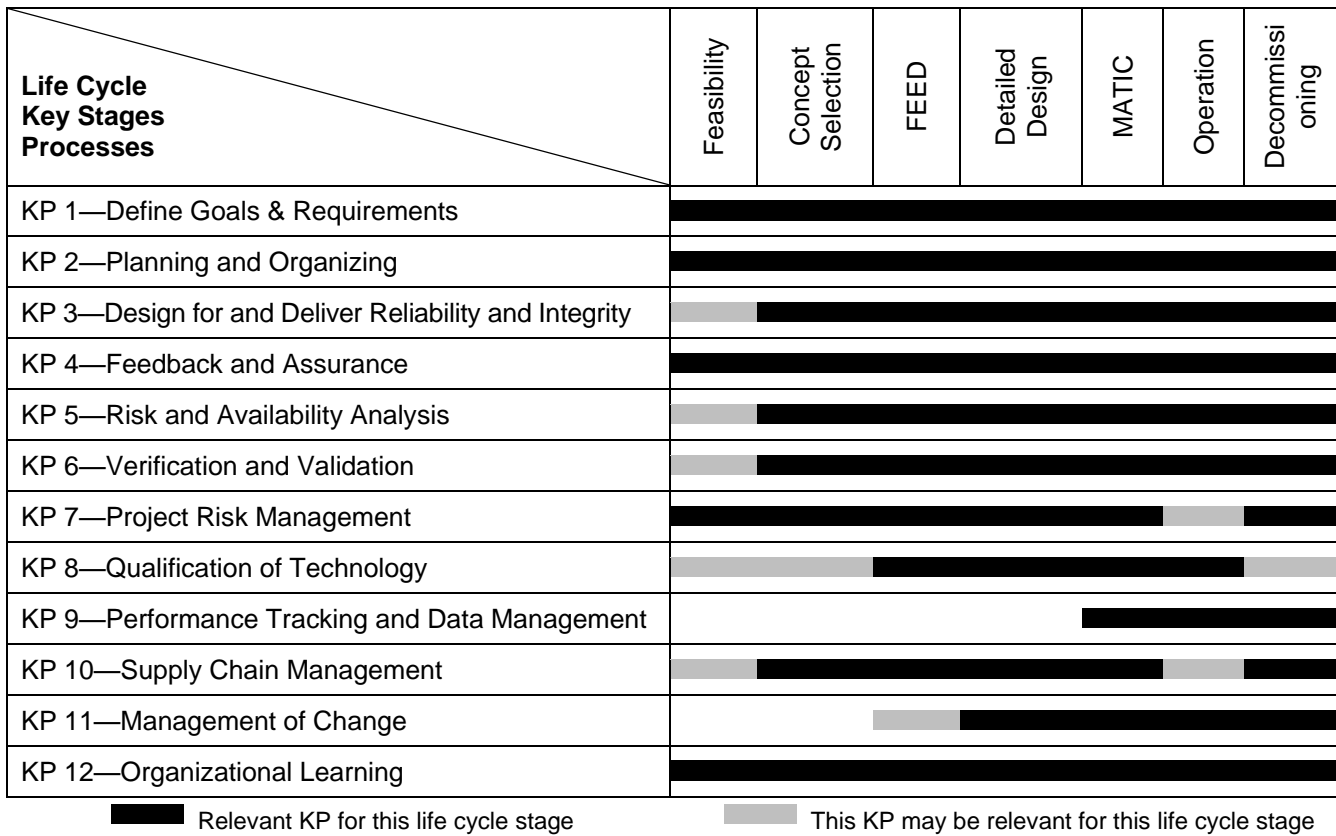 Life Cycle
Key Stages
Processes
Feasibility
Concept
Selection
FEED
Detailed
Design
MATIC
Operation
Decommissi
oning
KP 1—Define Goals & Requirements
KP 2—Planning and Organizing
KP 3—Design for and Deliver Reliability and Integrity
KP 4—Feedback and Assurance
KP 5—Risk and Availability Analysis
KP 6—Verification and Validation
KP 7—Project Risk Management
KP 8—Qualification of Technology
KP 9—Performance Tracking and Data Management
KP 10—Supply Chain Management
KP 11—Management of Change
KP 12—Organizational Learning
Relevant KP for this life cycle stage
This KP may be relevant for this life cycle stage